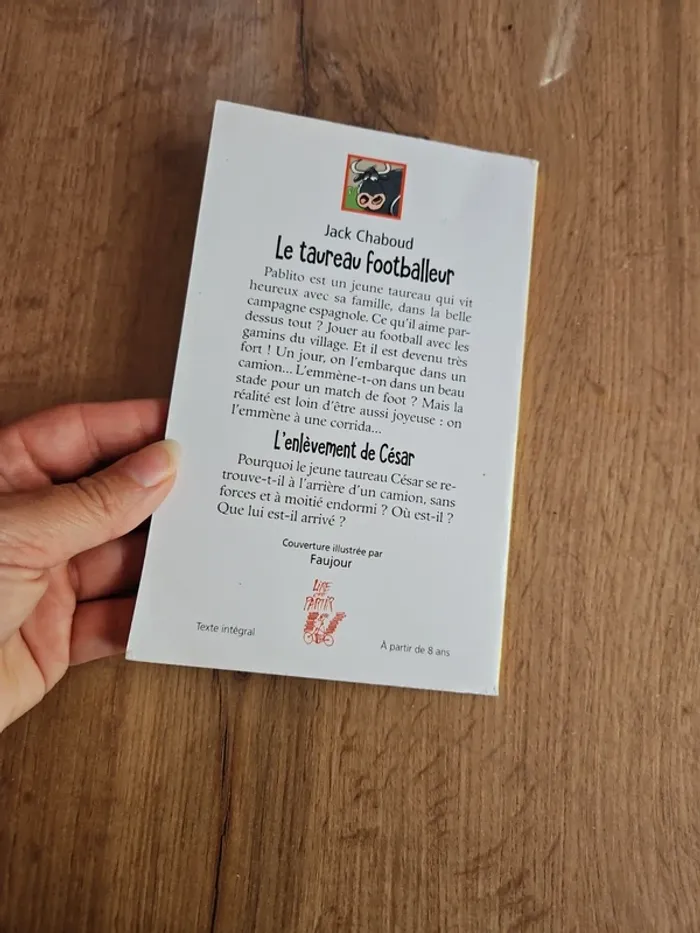 Jack Chaboud
Le taureau footballeur
Pablito est un jeune taureau qui vit
heureux avec sa famille, dans la belle
campagne espagnole. Ce qu'il aime par-
dessus tout ? Jouer au football avec les
gamins du village. Et il est devenu très
fort ! Un jour, on l'embarque dans un
camion... L'emmène-t-on dans un beau
stade pour un match de foot ? Mais la
réalité est loin d'être aussi joyeuse : on
l'emmène à une corrida...
L'enlèvement de César
Pourquoi le jeune taureau César se re-
trouve-t-il à l'arrière d'un camion, sans
forces et à moitié endormi ? Où est-il ?
Que lui est-il arrivé ?
Couverture illustrée par
Faujour
LIRE
C'EST
PARTIR
Texte intégral
À partir de 8 ans